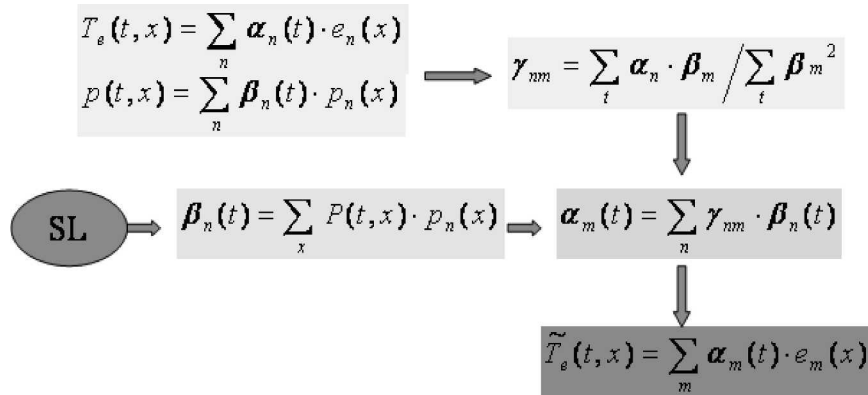 T_e(t,x) = ∑_n α_n(t)·e_n(x)
p(t,x) = ∑_n β_n(t)·p_n(x)
γ_nm = ∑_t α_n·β_m / ∑_t β_m²
SL
β_n(t) = ∑_x P(t,x)·p_n(x)
α_m(t) = ∑_n γ_nm·β_n(t)
T̃_e(t,x) = ∑_m α_m(t)·e_m(x)